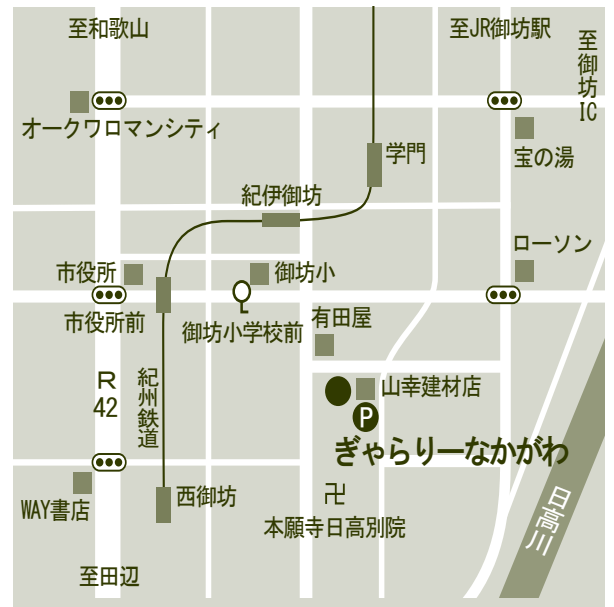 至和歌山
至JR御坊駅
至御坊IC
オークワロマンシティ
学門
宝の湯
紀伊御坊
ローソン
市役所
御坊小
市役所前
御坊小学校前
有田屋
R
42
紀州鉄道
山幸建材店
P
ぎゃらりーなかがわ
WAY書店
西御坊
卍
本願寺日高別院
日高川
至田辺